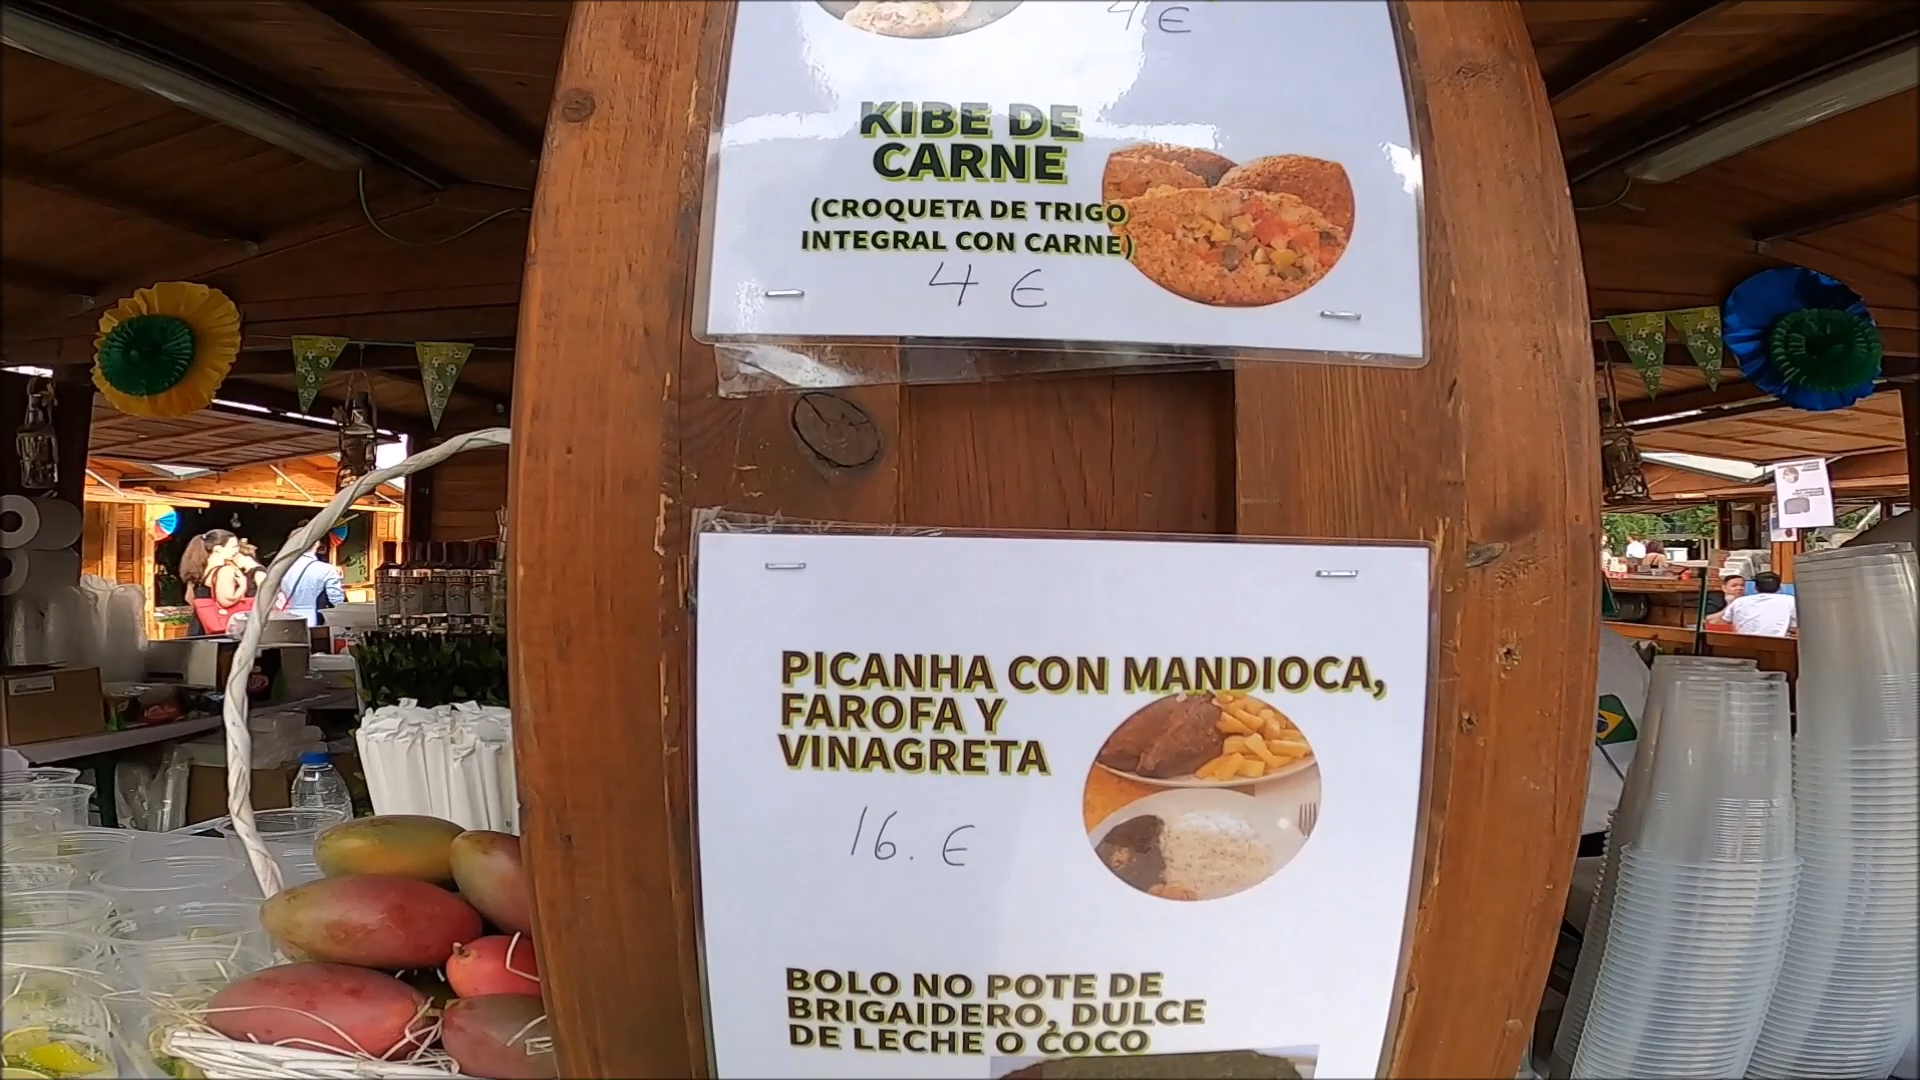 4 €
KIBE DE
CARNE
(CROQUETA DE TRIGO
INTEGRAL CON CARNE)
4 €
PICANHA CON MANDIOCA,
FAROFA Y
VINAGRETA
16. €
BOLO NO POTE DE
BRIGAIDERO, DULCE
DE LECHE O COCO